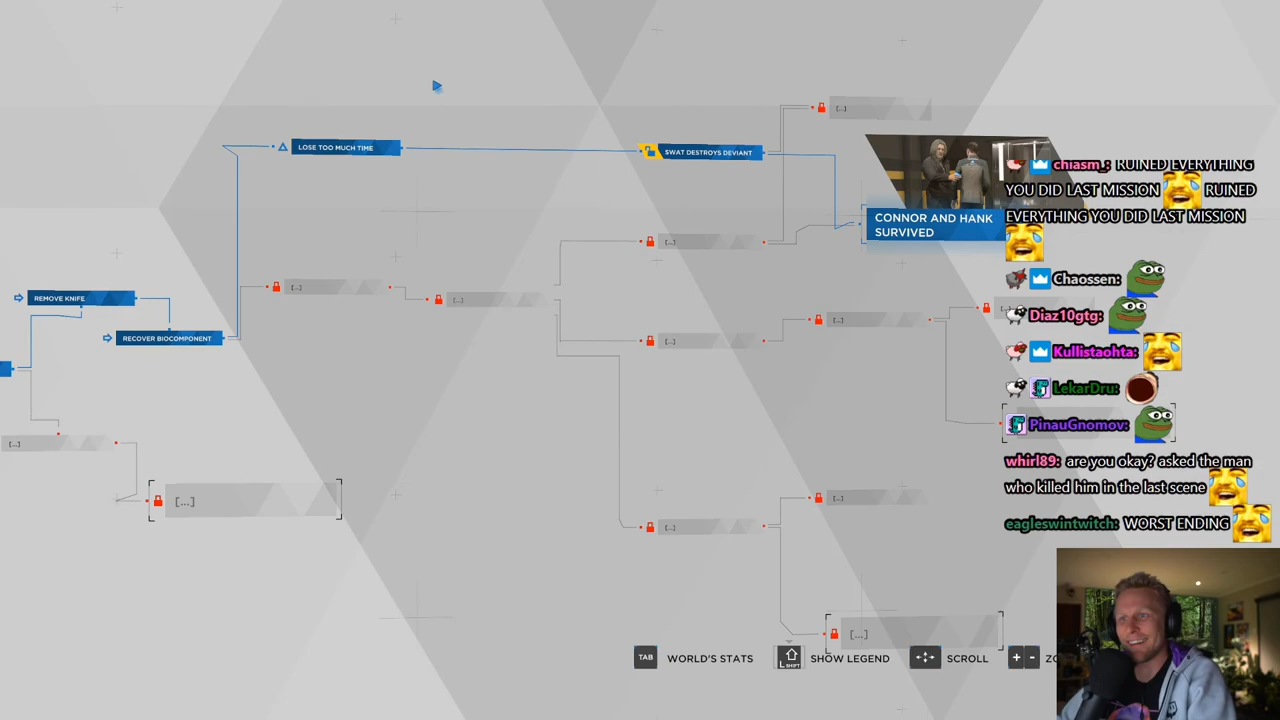 [...]
LOSE TOO MUCH TIME
SWAT DESTROYS DEVIANT
chiasm_: RUINED EVERYTHING
YOU DID LAST MISSION RUINED
EVERYTHING YOU DID LAST MISSION
CONNOR AND HANK
SURVIVED
[...]
Chaossen:
[...]
[...]
REMOVE KNIFE
Diaz10gtg:
[...]
RECOVER BIOCOMPONENT
[...]
Kullistaohta:
LekarDru:
PinauGnomov:
[...]
whirl89: are you okay? asked the man
who killed him in the last scene
[...]
[...]
[...]
eagleswintwitch: WORST ENDING
[...]
TAB WORLD'S STATS L SHIFT SHOW LEGEND SCROLL + -